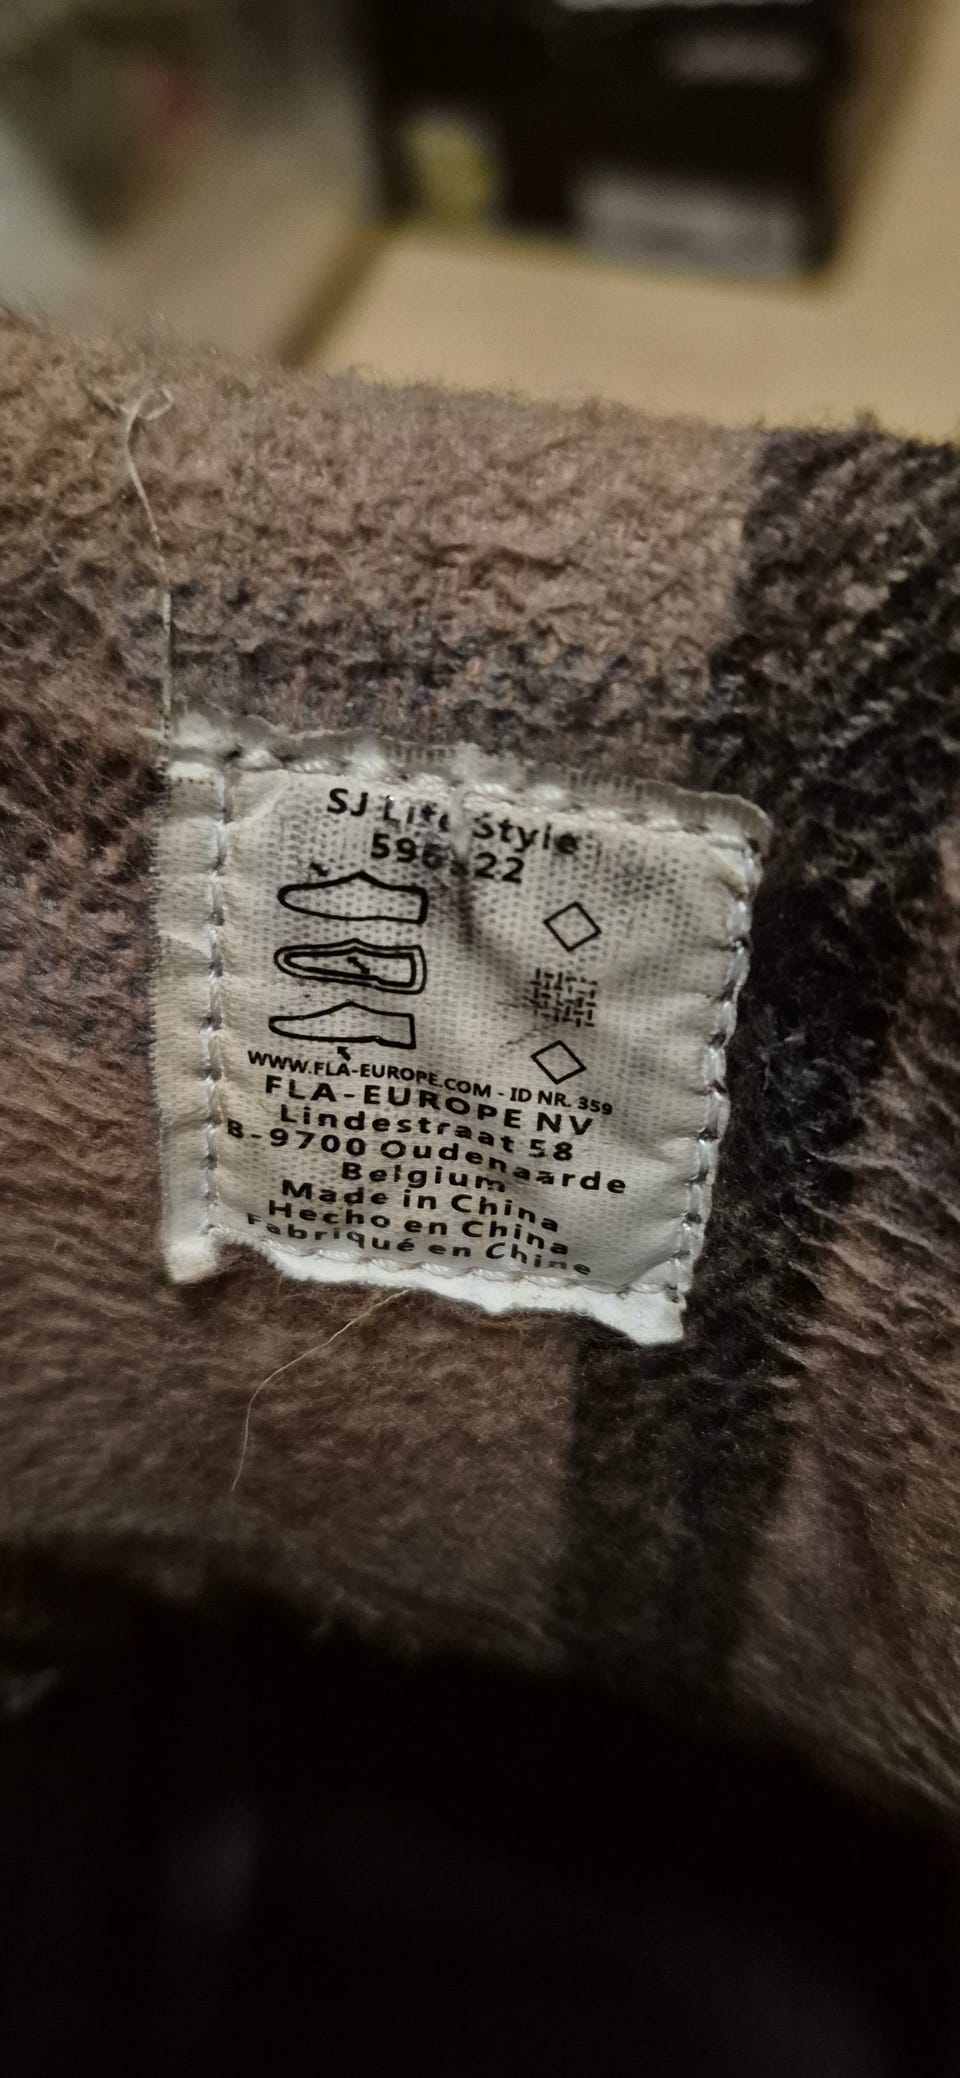 SJ Life Style
WWW.FLA-EUROPE.COM - ID NR. 359
FLA-EUROPE NV
Lindestraat 58
B-9700 Oudenaarde
Belgium
Made in China
Hecho en China
Fabriqué en Chine